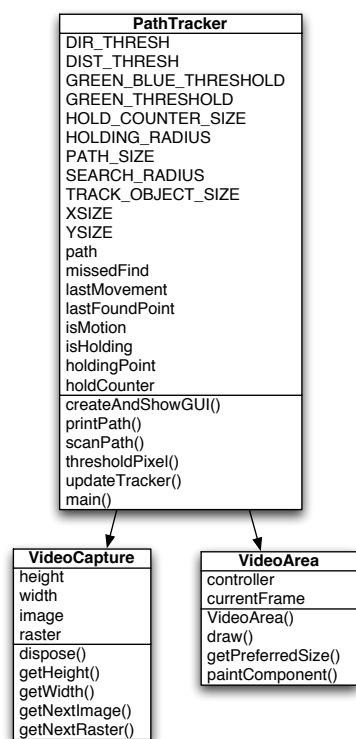 PathTracker
DIR_THRESH
DIST_THRESH
GREEN_BLUE_THRESHOLD
GREEN_THRESHOLD
HOLD_COUNTER_SIZE
HOLDING_RADIUS
PATH_SIZE
SEARCH_RADIUS
TRACK_OBJECT_SIZE
XSIZE
YSIZE
path
missedFind
lastMovement
lastFoundPoint
isMotion
isHolding
holdingPoint
holdCounter
createAndShowGUI()
printPath()
scanPath()
thresholdPixel()
updateTracker()
main()
VideoCapture
height
width
image
raster
dispose()
getHeight()
getWidth()
getNextImage()
getNextRaster()
VideoArea
controller
currentFrame
VideoArea()
draw()
getPreferredSize()
paintComponent()